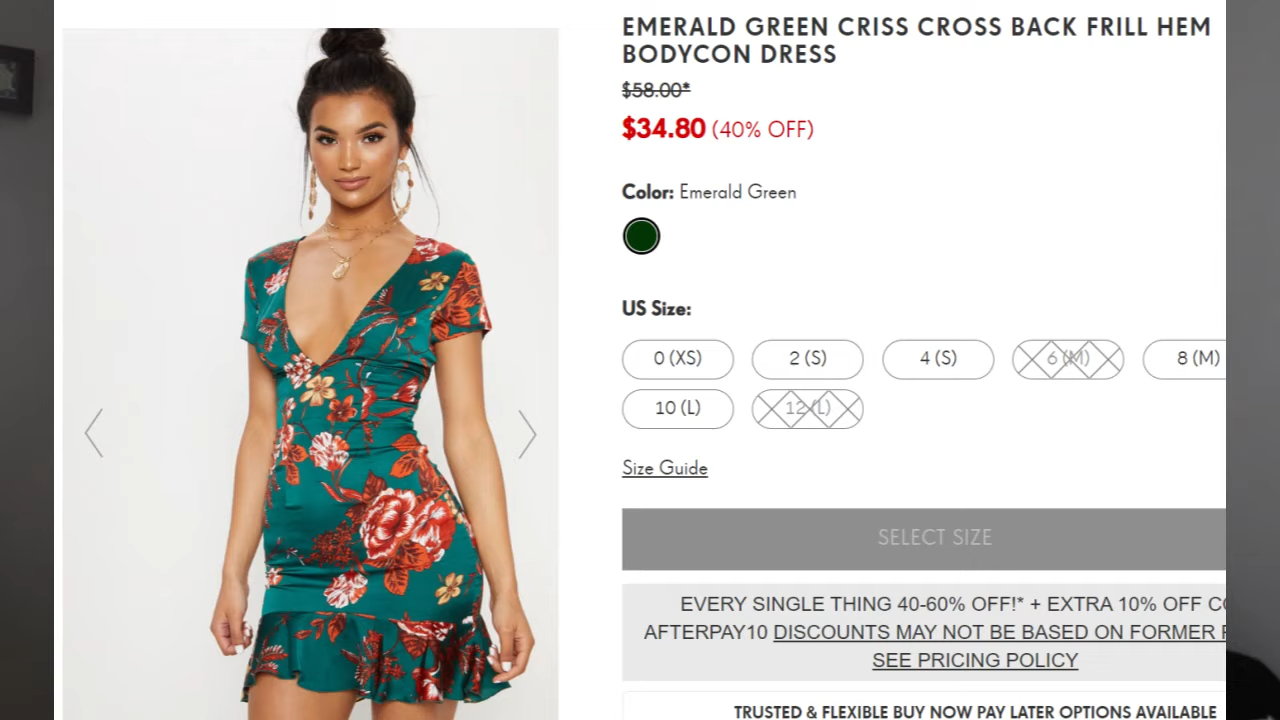 EMERALD GREEN CRISS CROSS BACK FRILL HEM
BODYCON DRESS
$58.00*
$34.80 (40% OFF)
Color: Emerald Green
US Size:
0 (XS)
2 (S)
4 (S)
6 (M)
8 (M)
10 (L)
12 (L)
Size Guide
SELECT SIZE
EVERY SINGLE THING 40-60% OFF!* + EXTRA 10% OFF
AFTERPAY10 DISCOUNTS MAY NOT BE BASED ON FORMER
SEE PRICING POLICY
TRUSTED & FLEXIBLE BUY NOW PAY LATER OPTIONS AVAILABLE